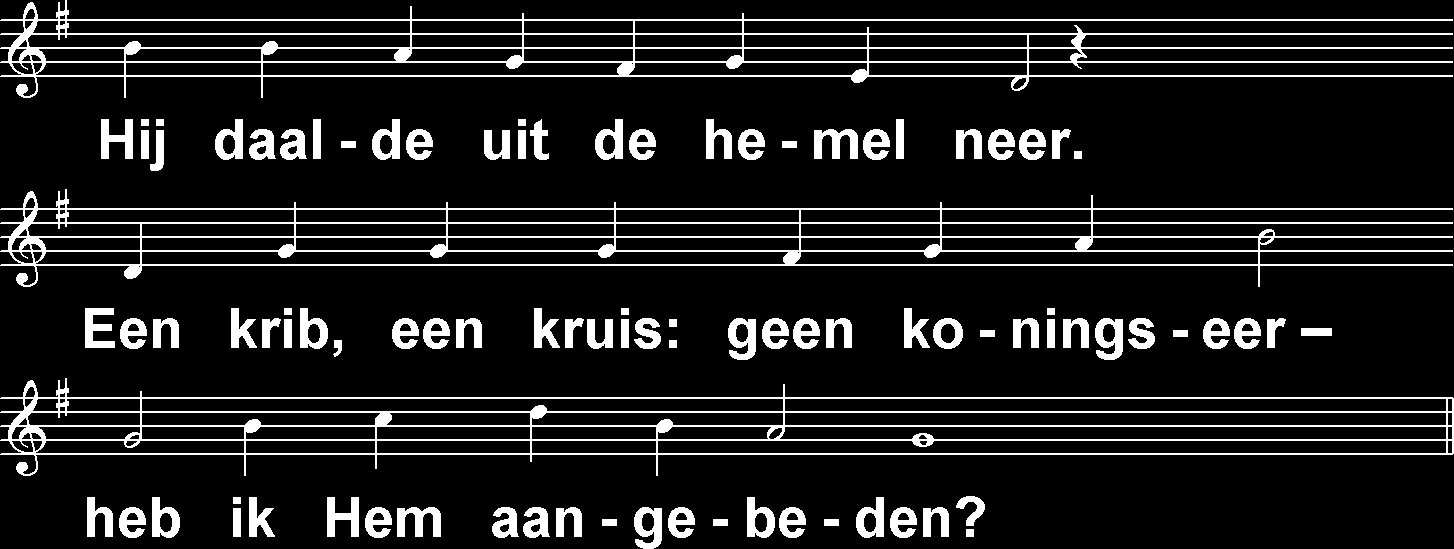 Hij daal - de uit de he - mel neer.
Een krib, een kruis: geen ko - nings - eer –
heb ik Hem aan - ge - be - den?